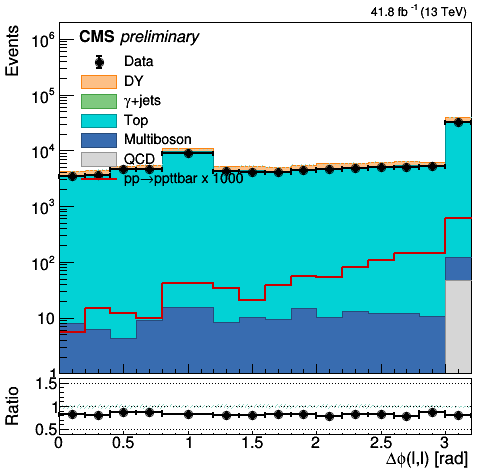 41.8 fb⁻¹ (13 TeV)
Events
CMS preliminary
Data
DY
γ+jets
Top
Multiboson
QCD
pp→ppttbar x 1000
10⁶
10⁵
10⁴
10³
10²
10
1
Ratio
1.5
1
0.5
0 0.5 1 1.5 2 2.5 3
Δϕ(l,l) [rad]